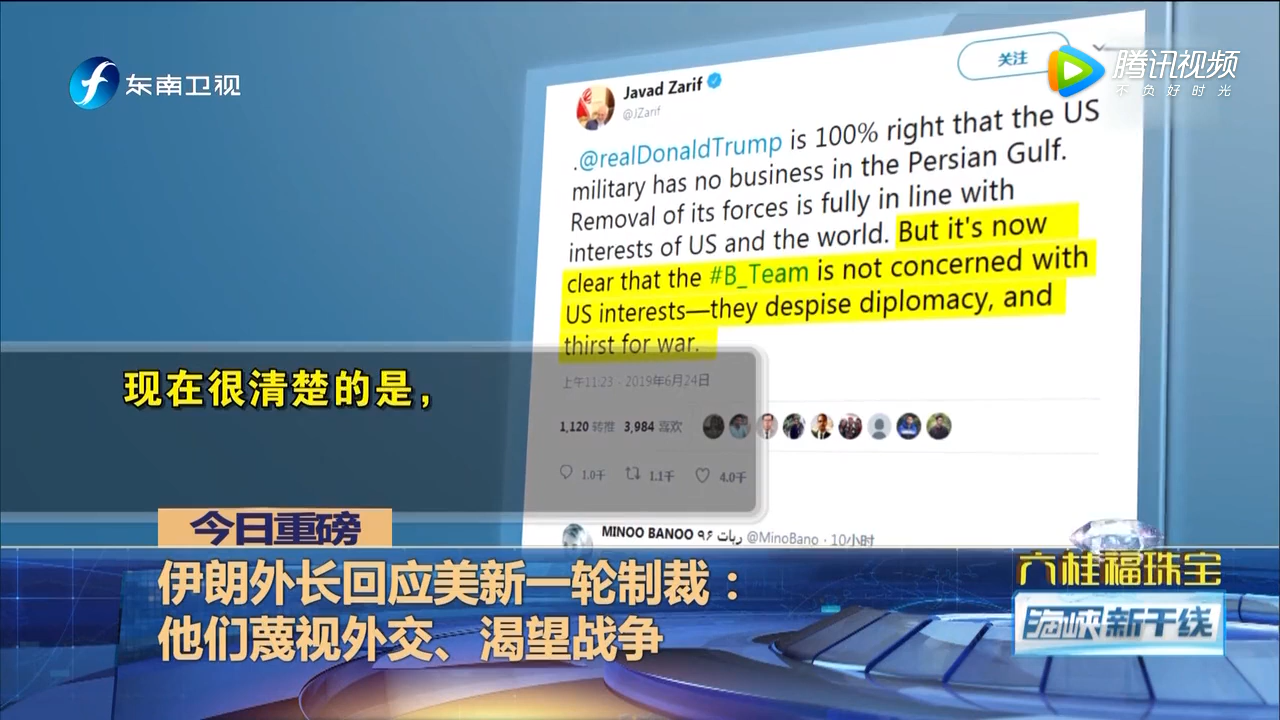 东南卫视
腾讯视频
不负好时光
关注
Javad Zarif
@JZarif
.@realDonaldTrump is 100% right that the US
military has no business in the Persian Gulf.
Removal of its forces is fully in line with
interests of US and the world. But it's now
clear that the #B_Team is not concerned with
US interests—they despise diplomacy, and
thirst for war.
上午11:23 - 2019年6月24日
1,120 转推 3,984 喜欢
1.0千 1.1千 4.0千
MINOO BANOO ۹۶ ربات @MinoBano · 10小时
现在很清楚的是，
今日重磅
伊朗外长回应美新一轮制裁：
他们蔑视外交、渴望战争
六桂福珠宝
海峡新干线